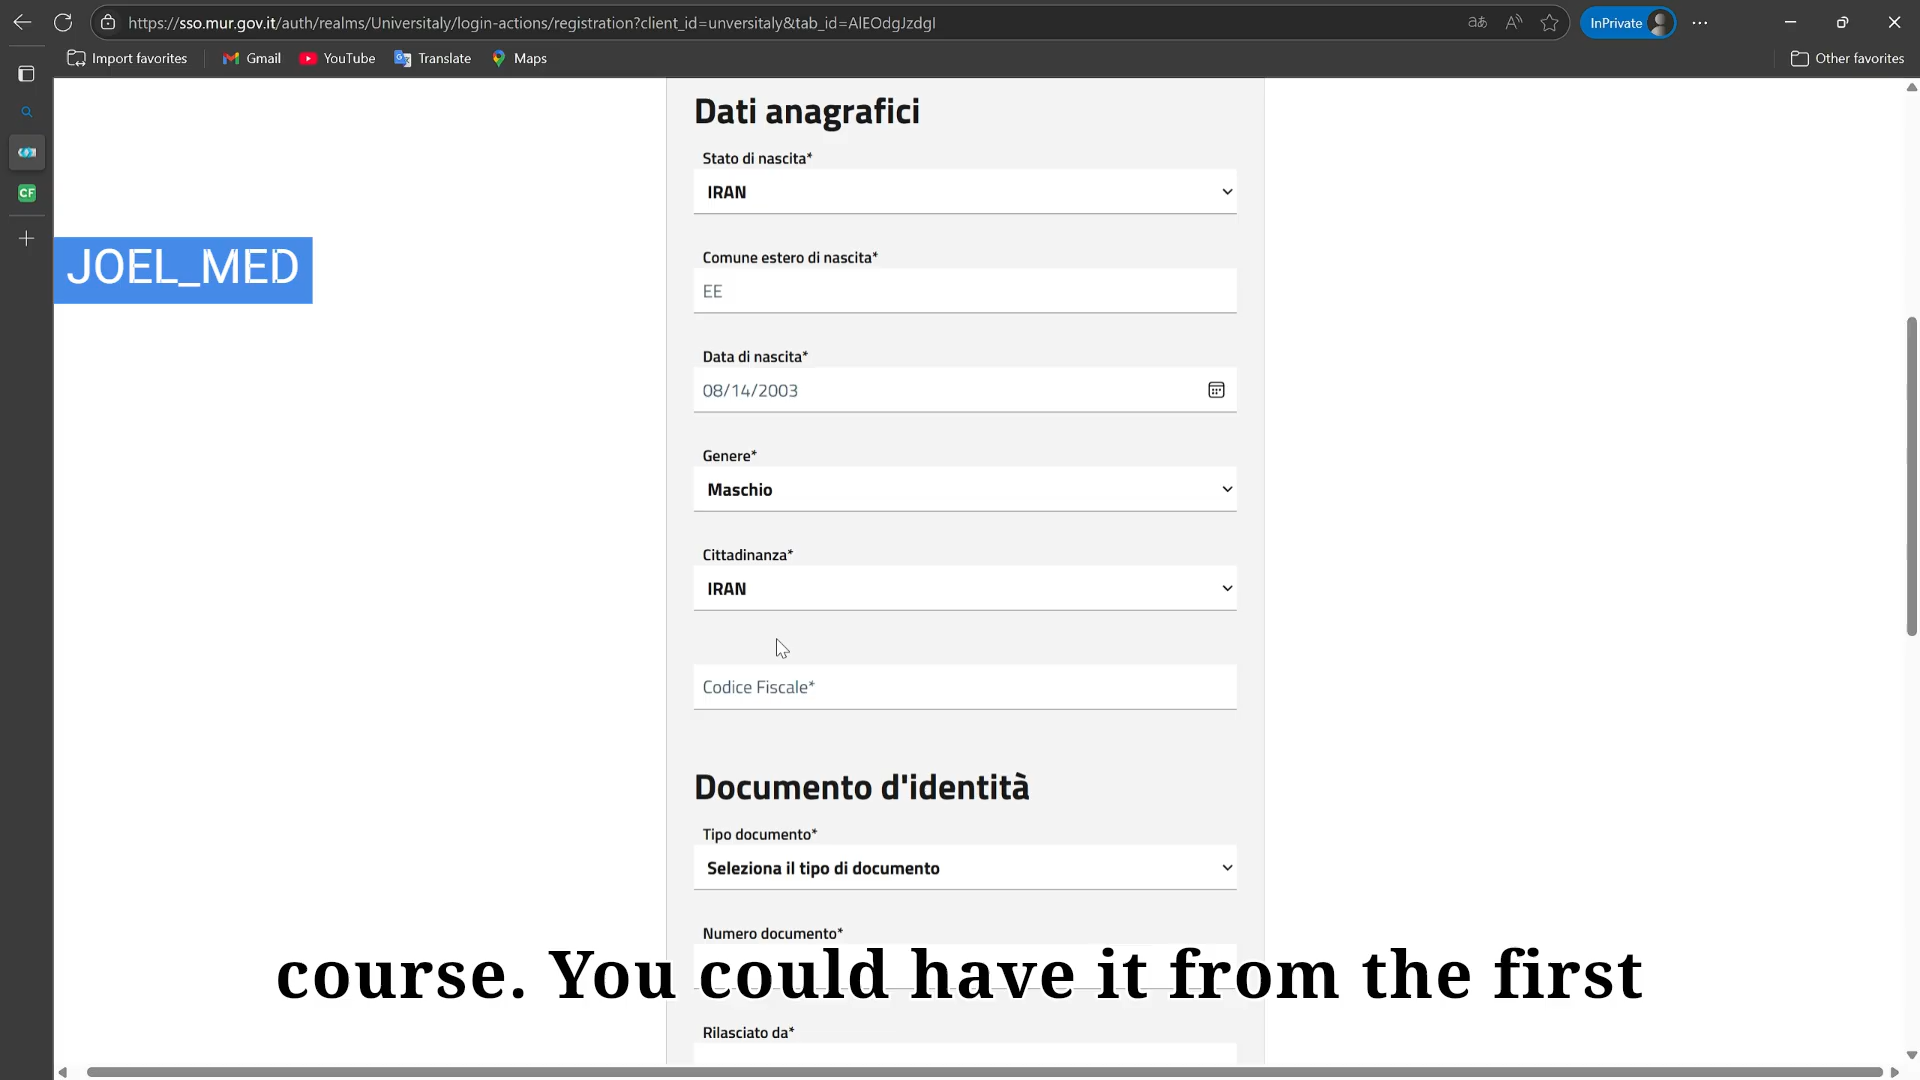 https://sso.mur.gov.it/auth/realms/Universitaly/login-actions/registration?client_id=unversitaly&tab_id=AlEOdgJzdgI
InPrivate
Import favorites
Gmail
YouTube
Translate
Maps
Other favorites
CF
JOEL_MED
Dati anagrafici
Stato di nascita*
IRAN
Comune estero di nascita*
EE
Data di nascita*
08/14/2003
Genere*
Maschio
Cittadinanza*
IRAN
Codice Fiscale*
Documento d'identità
Tipo documento*
Seleziona il tipo di documento
Numero documento*
course. You could have it from the first
Rilasciato da*